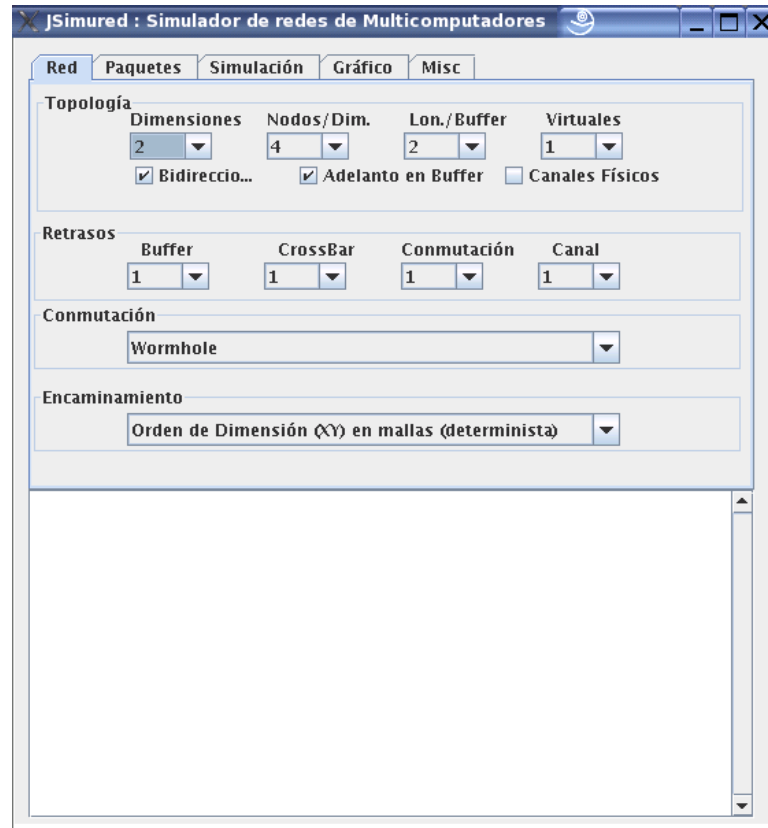 JSimured : Simulador de redes de Multicomputadores
Red Paquetes Simulación Gráfico Misc
Topología
Dimensiones Nodos/Dim. Lon./Buffer Virtuales
2 4 2 1
Bidireccio... Adelanto en Buffer Canales Físicos
Retrasos
Buffer CrossBar Conmutación Canal
1 1 1 1
Conmutación
Wormhole
Encaminamiento
Orden de Dimensión (XY) en mallas (determinista)